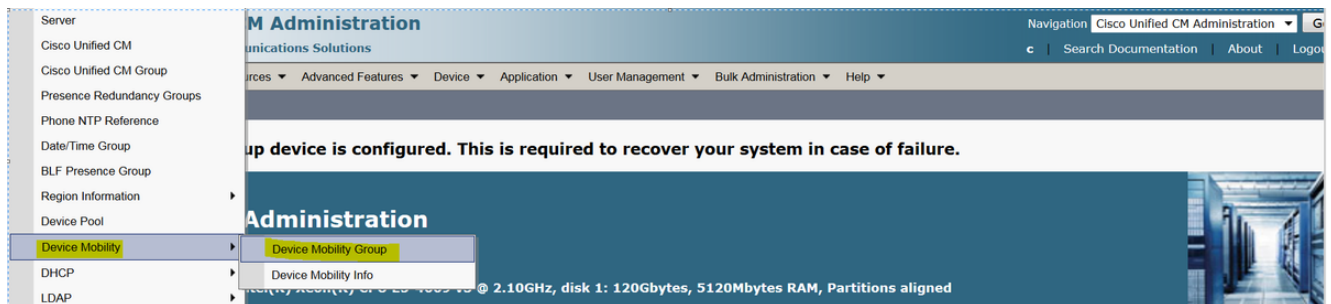 Server
Cisco Unified CM
Cisco Unified CM Group
Presence Redundancy Groups
Phone NTP Reference
Date/Time Group
BLF Presence Group
Region Information
Device Pool
Device Mobility
DHCP
LDAP
Device Mobility Group
Device Mobility Info
M Administration
Navigation Cisco Unified CM Administration
unications Solutions
c | Search Documentation | About | Logou
urces Advanced Features Device Application User Management Bulk Administration Help
up device is configured. This is required to recover your system in case of failure.
Administration
@ 2.10GHz, disk 1: 120Gbytes, 5120Mbytes RAM, Partitions aligned